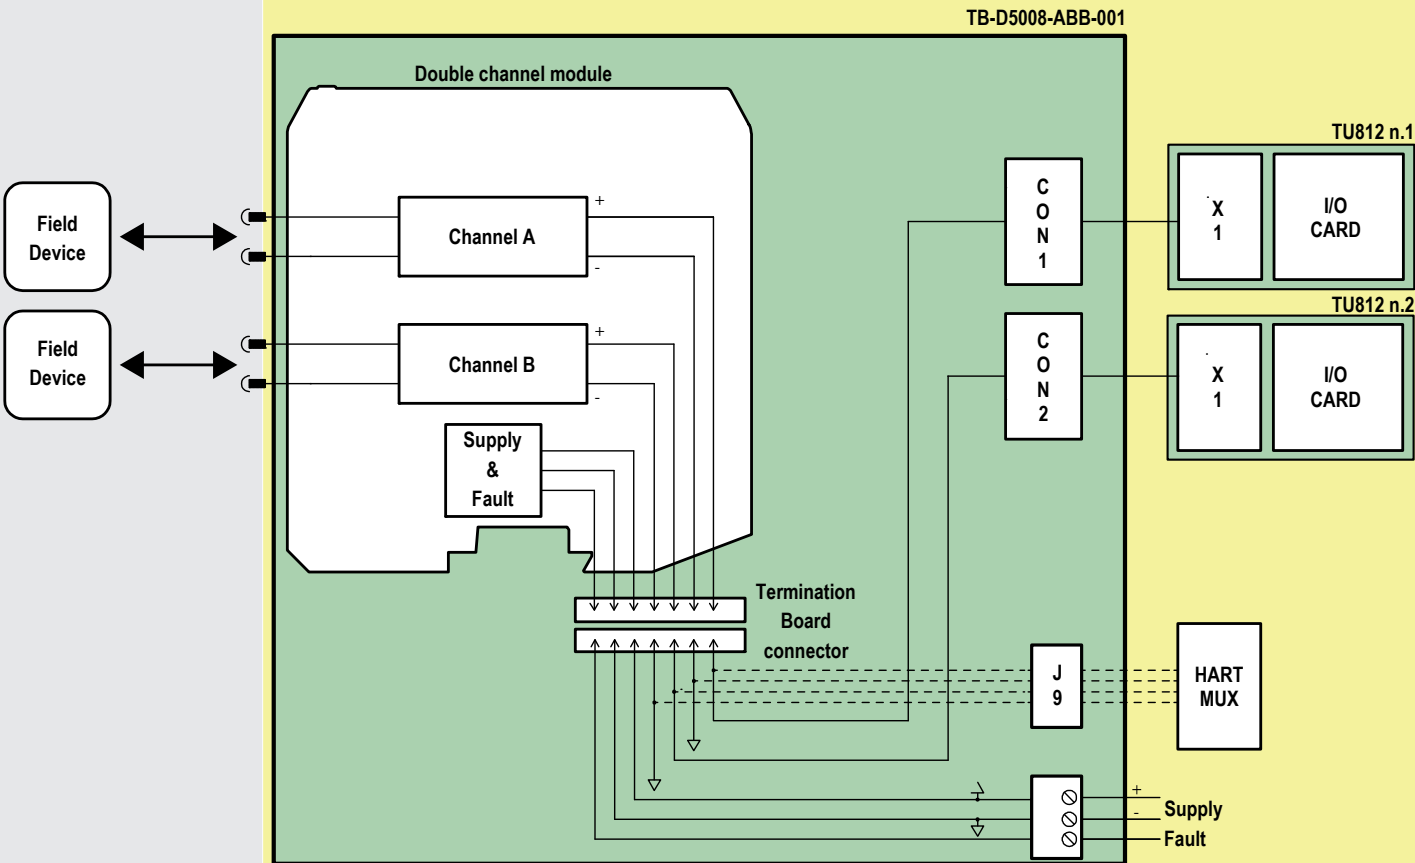 TB-D5008-ABB-001
Double channel module
TU812 n.1
Field
Device
+
Channel A
-
C
O
N
1
X
1
I/O
CARD
TU812 n.2
Field
Device
+
Channel B
-
C
O
N
2
X
1
I/O
CARD
Supply
&
Fault
Termination
Board
connector
J
9
HART
MUX
+
Supply
-
Fault